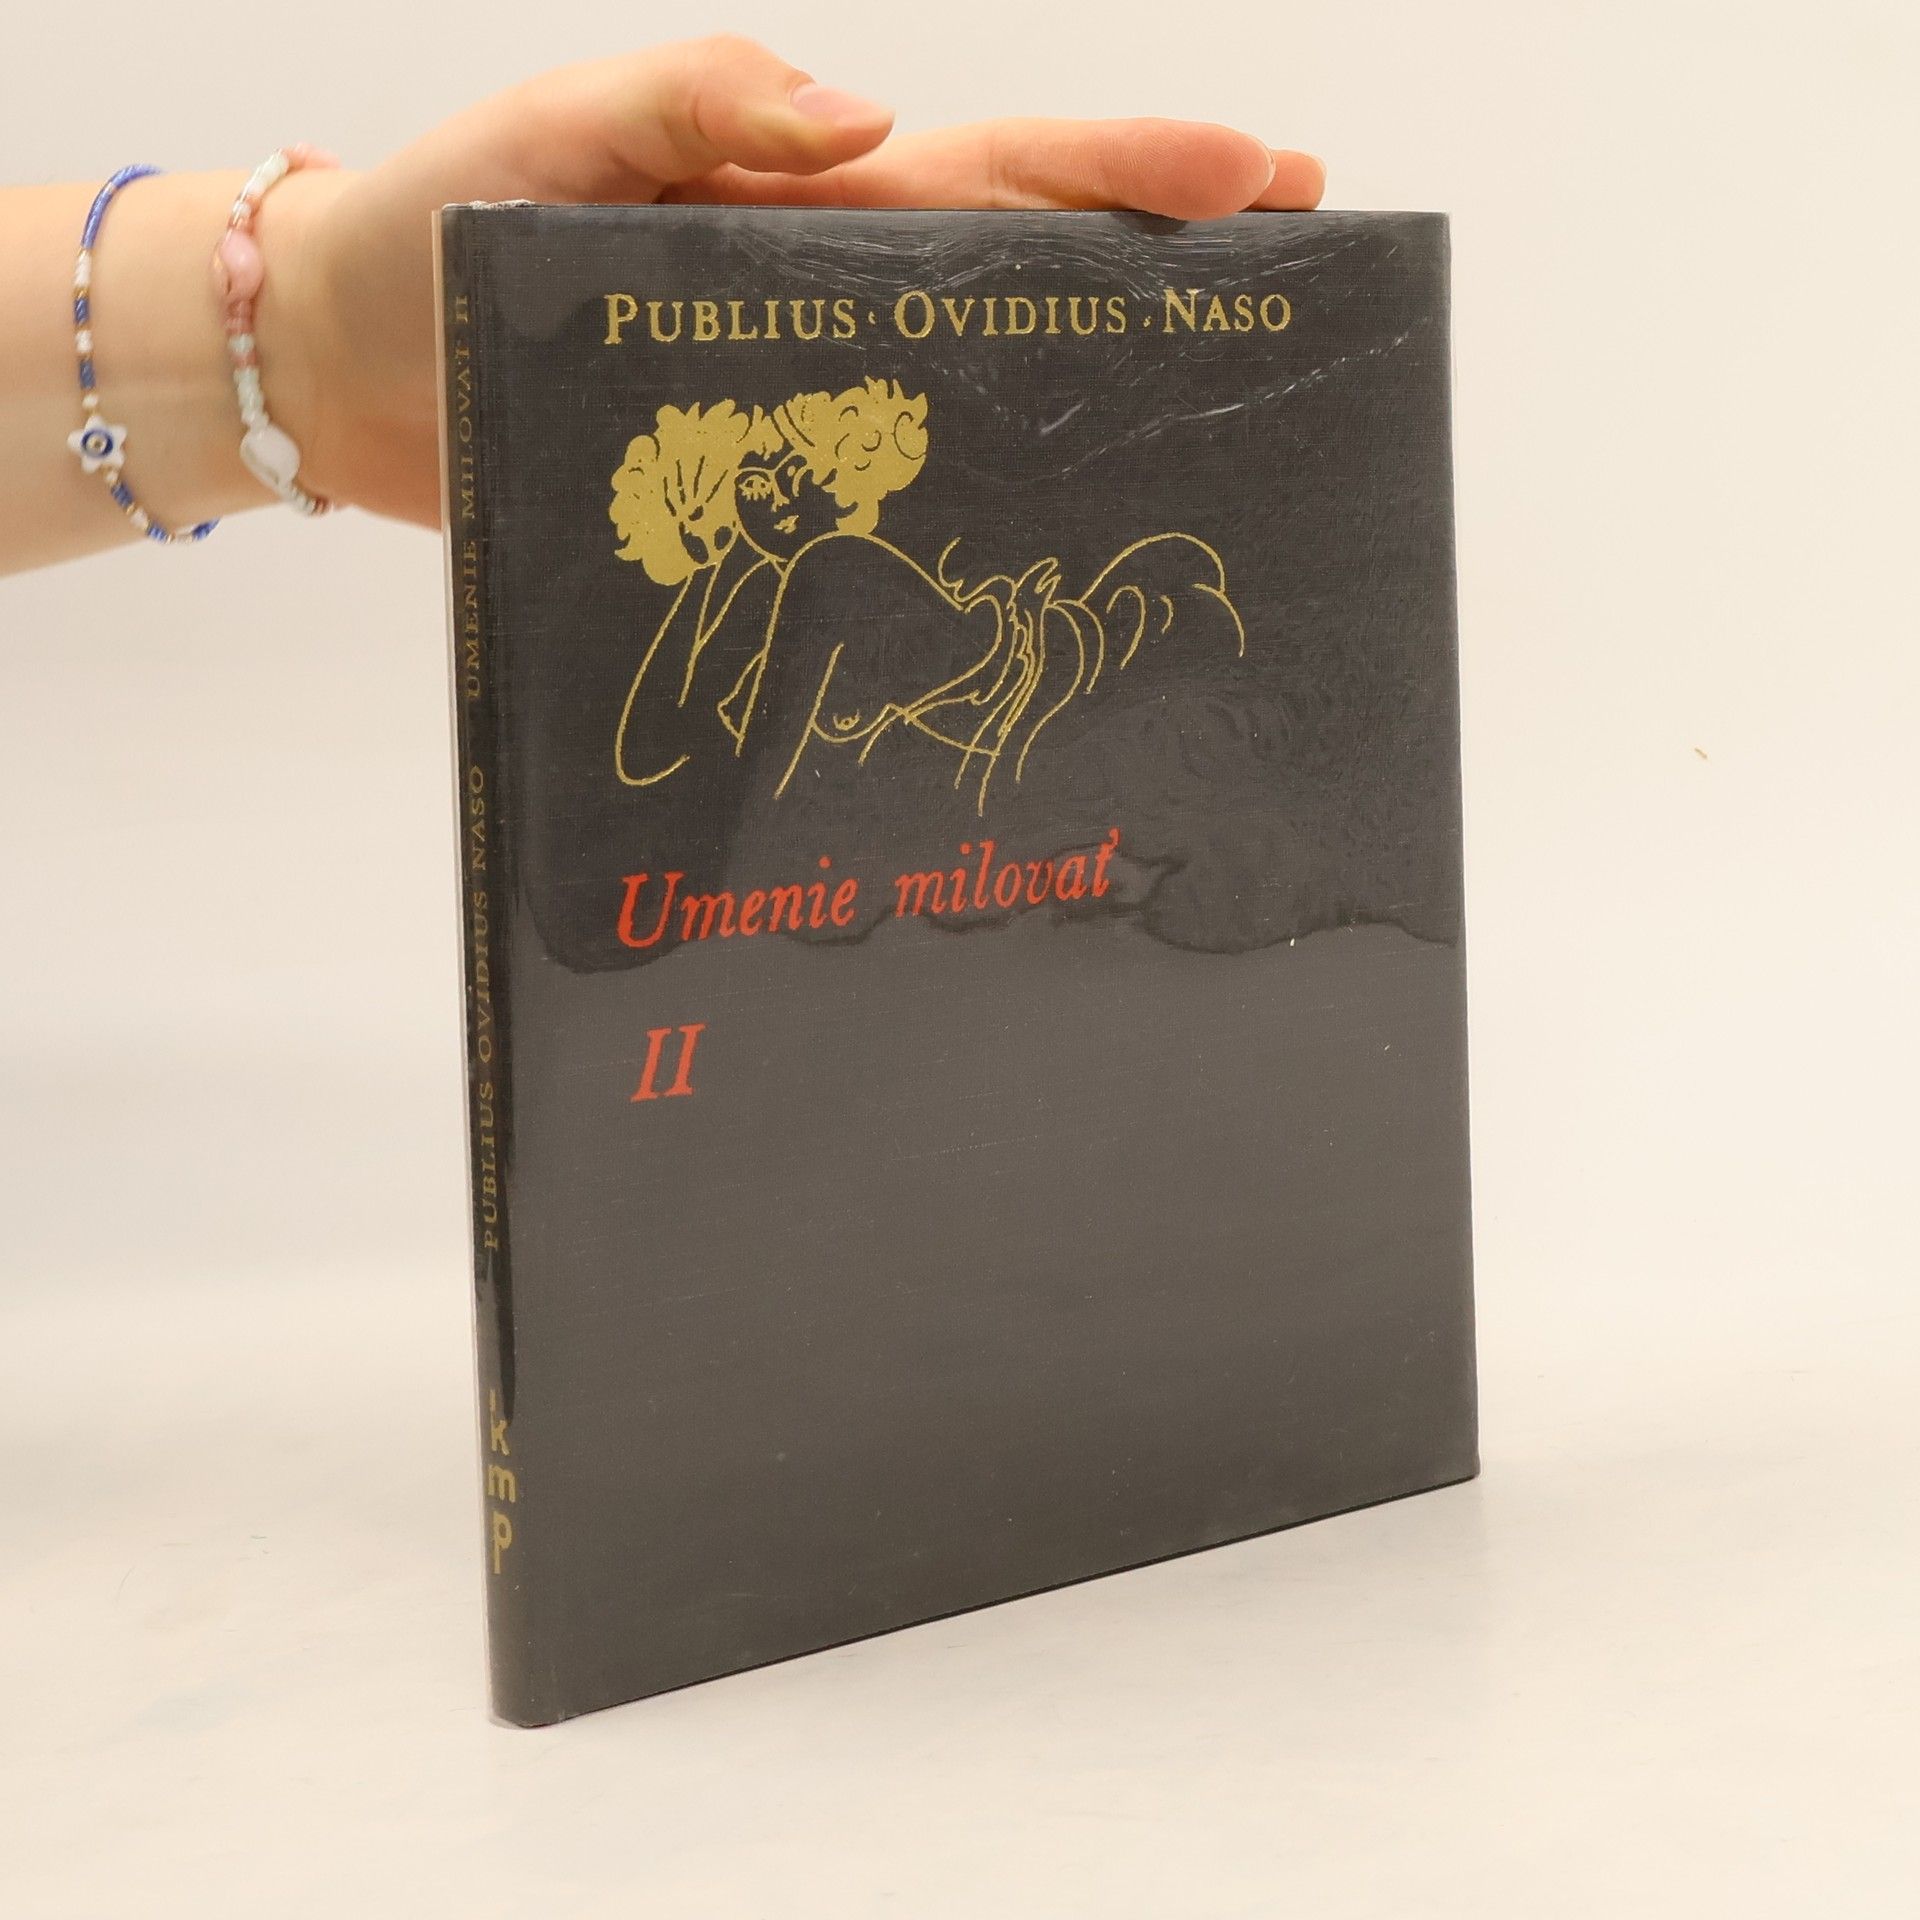 PUBLIUS · OVIDIUS · NASO
Umenie milovať
II
PUBLIUS OVIDIUS NASO UMENIE MILOVAŤ II
kmp